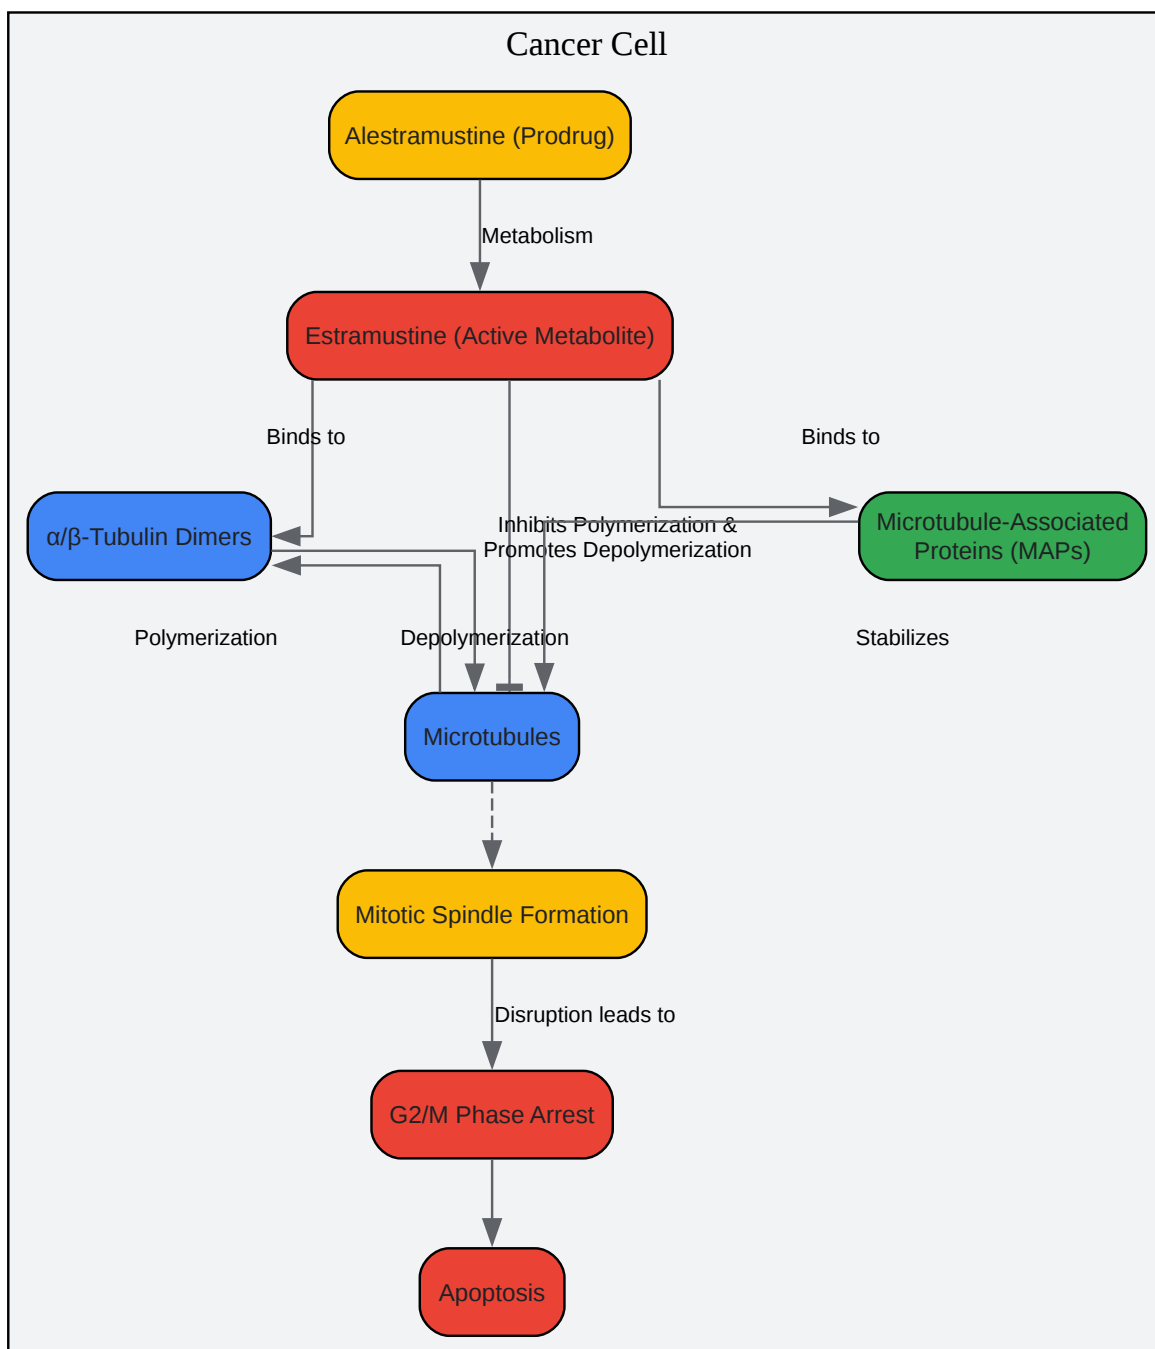 Cancer Cell
Alestramustine (Prodrug)
Metabolism
Estramustine (Active Metabolite)
Binds to
Binds to
α/β-Tubulin Dimers
Inhibits Polymerization &
Promotes Depolymerization
Microtubule-Associated
Proteins (MAPs)
Polymerization
Depolymerization
Stabilizes
Microtubules
Mitotic Spindle Formation
Disruption leads to
G2/M Phase Arrest
Apoptosis